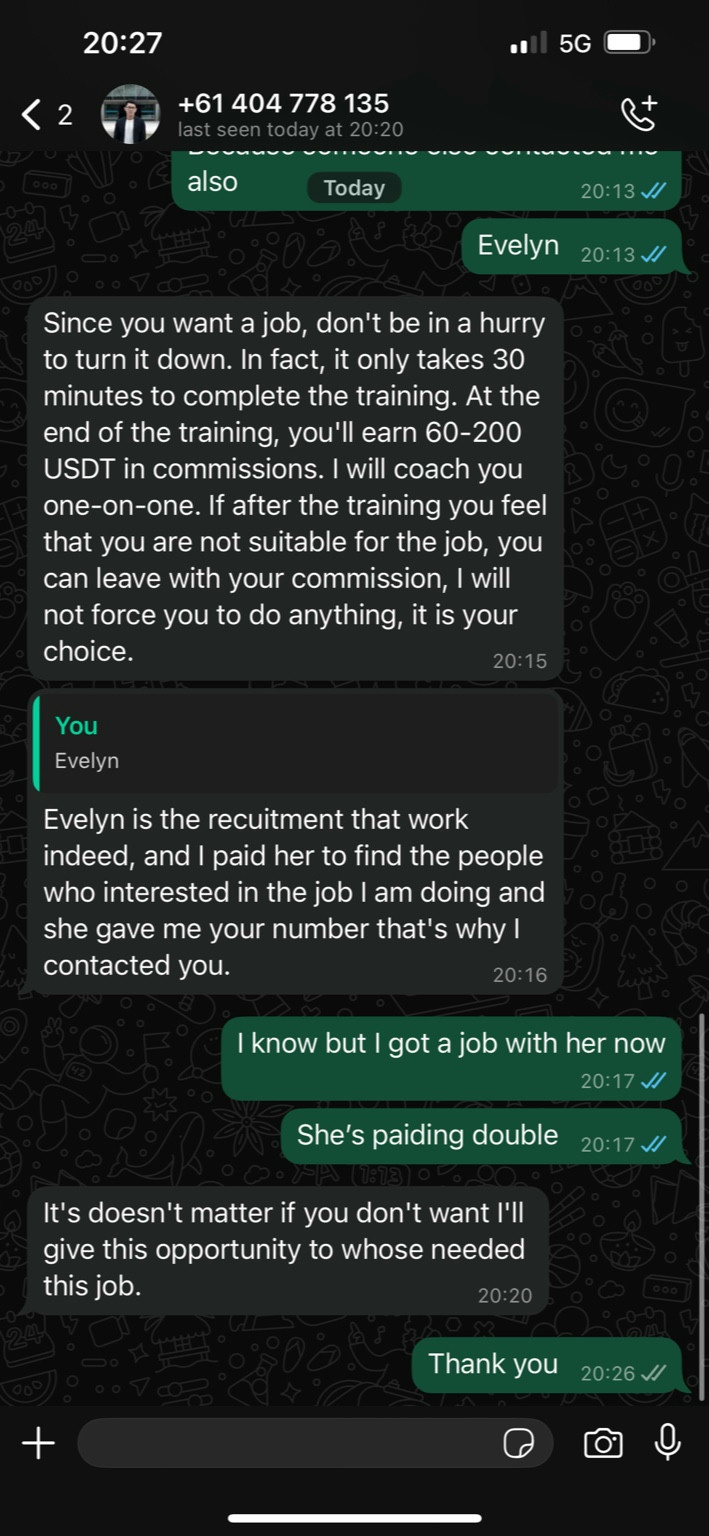 20:27
5G
2
+61 404 778 135
last seen today at 20:20
Because someone else contacted me
also
20:13
Today
Evelyn
20:13
Since you want a job, don't be in a hurry
to turn it down. In fact, it only takes 30
minutes to complete the training. At the
end of the training, you'll earn 60-200
USDT in commissions. I will coach you
one-on-one. If after the training you feel
that you are not suitable for the job, you
can leave with your commission, I will
not force you to do anything, it is your
choice.
20:15
You
Evelyn
Evelyn is the recuitment that work
indeed, and I paid her to find the people
who interested in the job I am doing and
she gave me your number that's why I
contacted you.
20:16
I know but I got a job with her now
20:17
She's paiding double
20:17
It's doesn't matter if you don't want I'll
give this opportunity to whose needed
this job.
20:20
Thank you
20:26